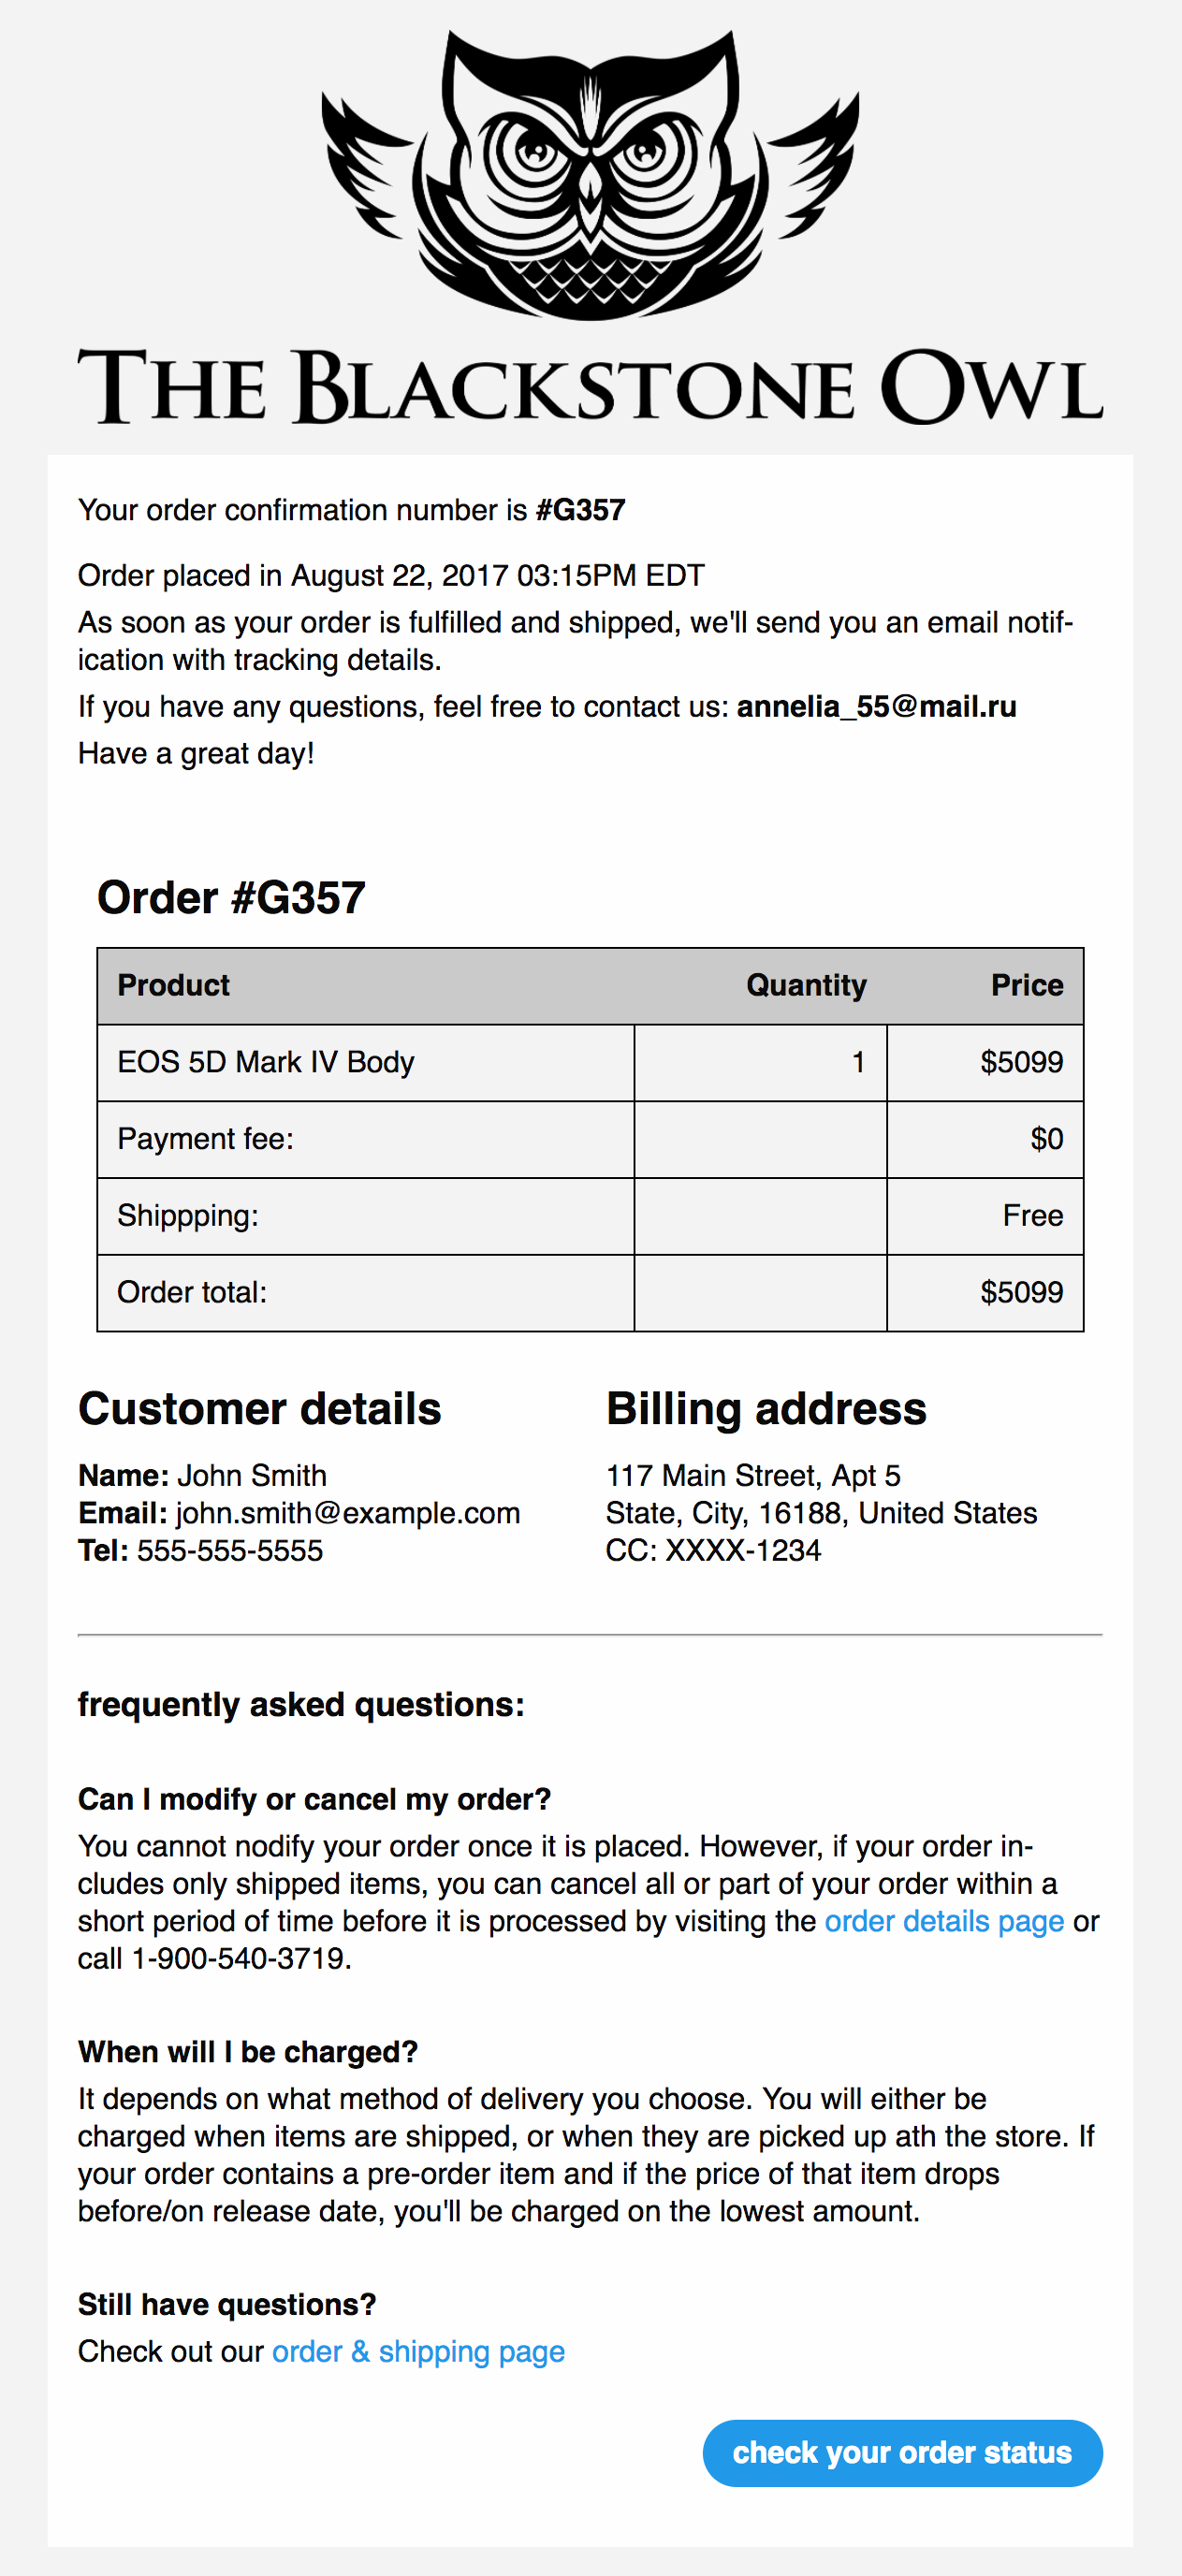 THE BLACKSTONE OWL
Your order confirmation number is #G357
Order placed in August 22, 2017 03:15PM EDT
As soon as your order is fulfilled and shipped, we'll send you an email notif-
ication with tracking details.
If you have any questions, feel free to contact us: annelia_55@mail.ru
Have a great day!
Order #G357
Product Quantity Price
EOS 5D Mark IV Body 1 $5099
Payment fee: $0
Shippping: Free
Order total: $5099
Customer details
Name: John Smith
Email: john.smith@example.com
Tel: 555-555-5555
Billing address
117 Main Street, Apt 5
State, City, 16188, United States
CC: XXXX-1234
frequently asked questions:
Can I modify or cancel my order?
You cannot nodify your order once it is placed. However, if your order in-
cludes only shipped items, you can cancel all or part of your order within a
short period of time before it is processed by visiting the order details page or
call 1-900-540-3719.
When will I be charged?
It depends on what method of delivery you choose. You will either be
charged when items are shipped, or when they are picked up ath the store. If
your order contains a pre-order item and if the price of that item drops
before/on release date, you'll be charged on the lowest amount.
Still have questions?
Check out our order & shipping page
check your order status